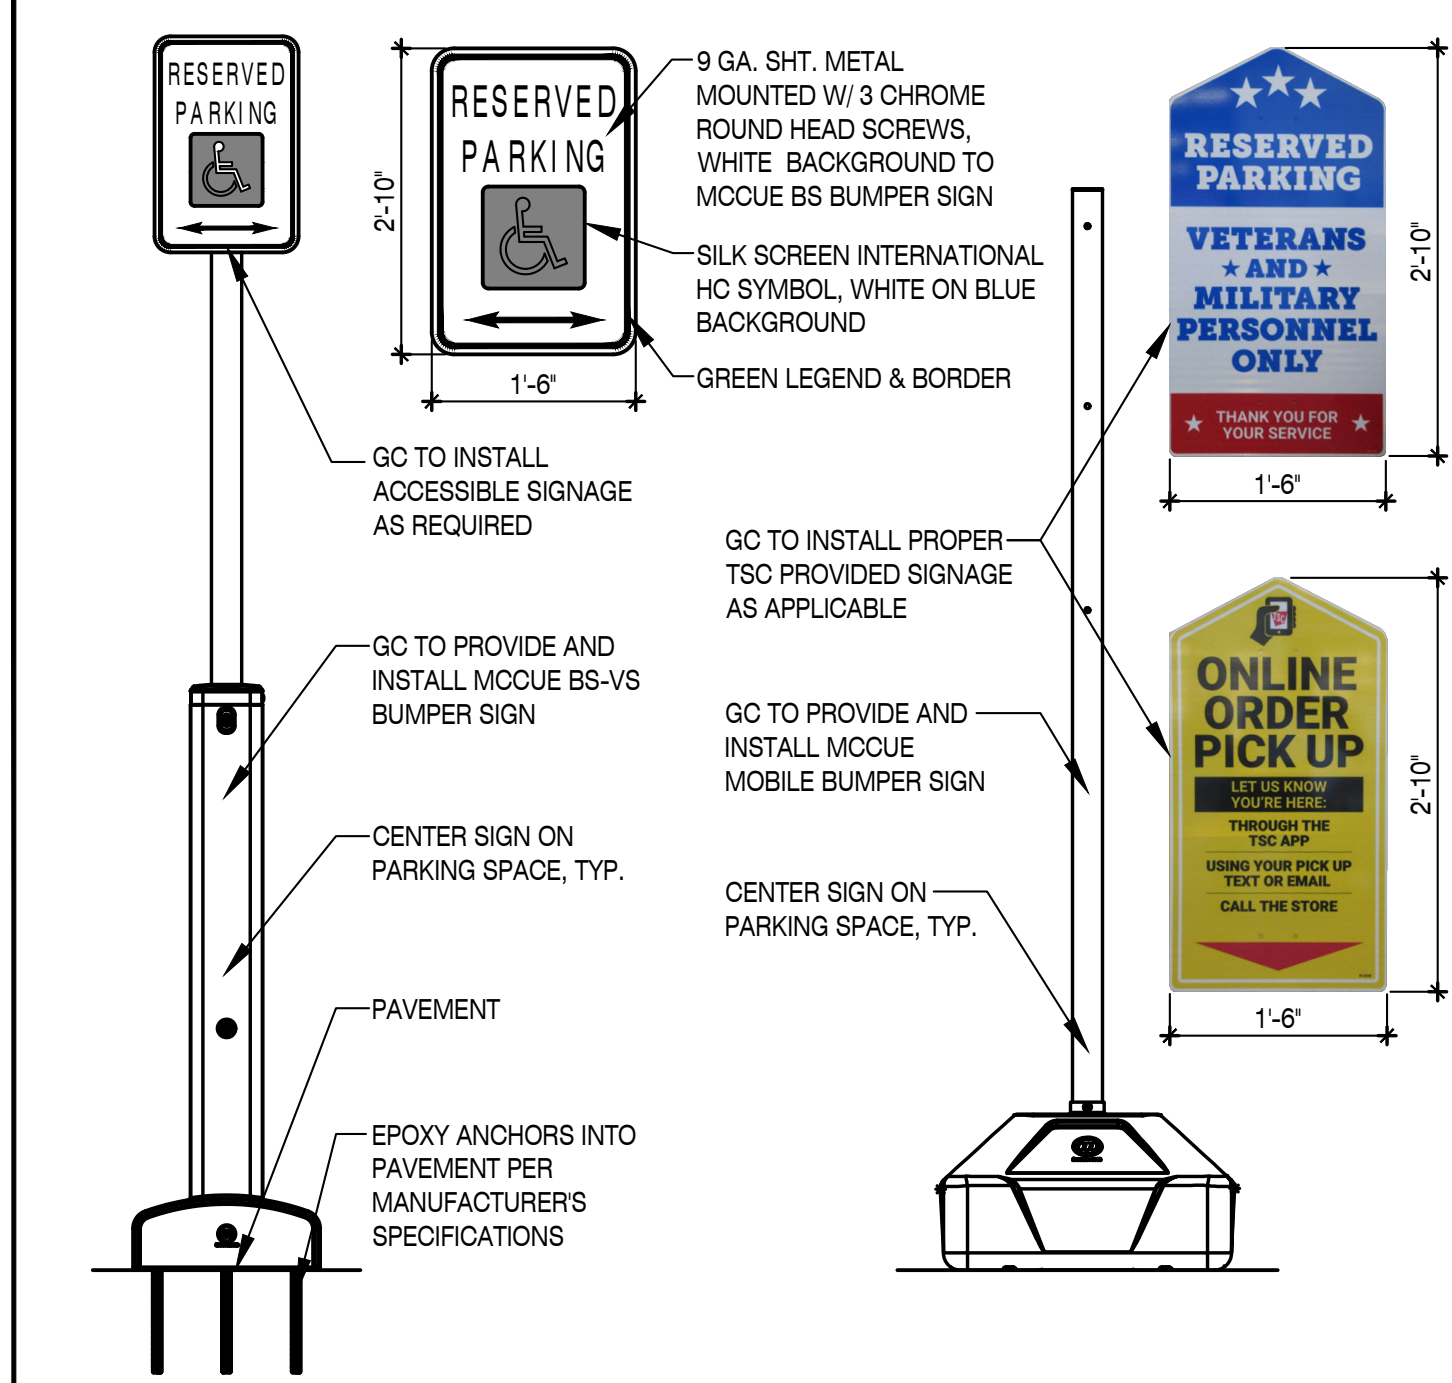 RESERVED
PARKING
2'-10"
RESERVED
PARKING
1'-6"
9 GA. SHT. METAL
MOUNTED W/ 3 CHROME
ROUND HEAD SCREWS,
WHITE BACKGROUND TO
MCCUE BS BUMPER SIGN
SILK SCREEN INTERNATIONAL
HC SYMBOL, WHITE ON BLUE
BACKGROUND
GREEN LEGEND & BORDER
GC TO INSTALL
ACCESSIBLE SIGNAGE
AS REQUIRED
GC TO PROVIDE AND
INSTALL MCCUE BS-VS
BUMPER SIGN
CENTER SIGN ON
PARKING SPACE, TYP.
PAVEMENT
EPOXY ANCHORS INTO
PAVEMENT PER
MANUFACTURER'S
SPECIFICATIONS
RESERVED
PARKING
VETERANS
AND
MILITARY
PERSONNEL
ONLY
THANK YOU FOR
YOUR SERVICE
2'-10"
1'-6"
GC TO INSTALL PROPER
TSC PROVIDED SIGNAGE
AS APPLICABLE
GC TO PROVIDE AND
INSTALL MCCUE
MOBILE BUMPER SIGN
CENTER SIGN ON
PARKING SPACE, TYP.
TSC
ONLINE
ORDER
PICK UP
LET US KNOW
YOU'RE HERE:
THROUGH THE
TSC APP
USING YOUR PICK UP
TEXT OR EMAIL
CALL THE STORE
2'-10"
1'-6"